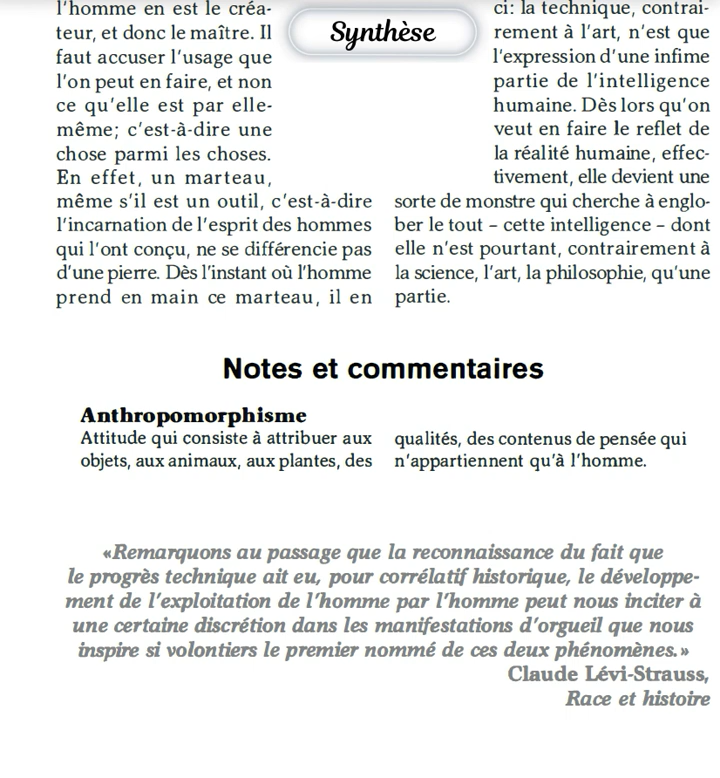 Synthèse
l'homme en est le créa-
teur, et donc le maître. Il
faut accuser l'usage que
l'on peut en faire, et non
ce qu'elle est par elle-
même; c'est-à-dire une
chose parmi les choses.
En effet, un marteau,
même s'il est un outil, c'est-à-dire
l'incarnation de l'esprit des hommes
qui l'ont conçu, ne se différencie pas
d'une pierre. Dès l'instant où l'homme
prend en main ce marteau, il en
ci: la technique, contrai-
rement à l'art, n'est que
l'expression d'une infime
partie de l'intelligence
humaine. Dès lors qu'on
veut en faire le reflet de
la réalité humaine, effec-
tivement, elle devient une
sorte de monstre qui cherche à englo-
ber le tout – cette intelligence – dont
elle n'est pourtant, contrairement à
la science, l'art, la philosophie, qu'une
partie.
Notes et commentaires
Anthropomorphisme
Attitude qui consiste à attribuer aux
objets, aux animaux, aux plantes, des
qualités, des contenus de pensée qui
n'appartiennent qu'à l'homme.
«Remarquons au passage que la reconnaissance du fait que
le progrès technique ait eu, pour corrélatif historique, le développe-
ment de l'exploitation de l'homme par l'homme peut nous inciter à
une certaine discrétion dans les manifestations d'orgueil que nous
inspire si volontiers le premier nommé de ces deux phénomènes.»
Claude Lévi-Strauss,
Race et histoire